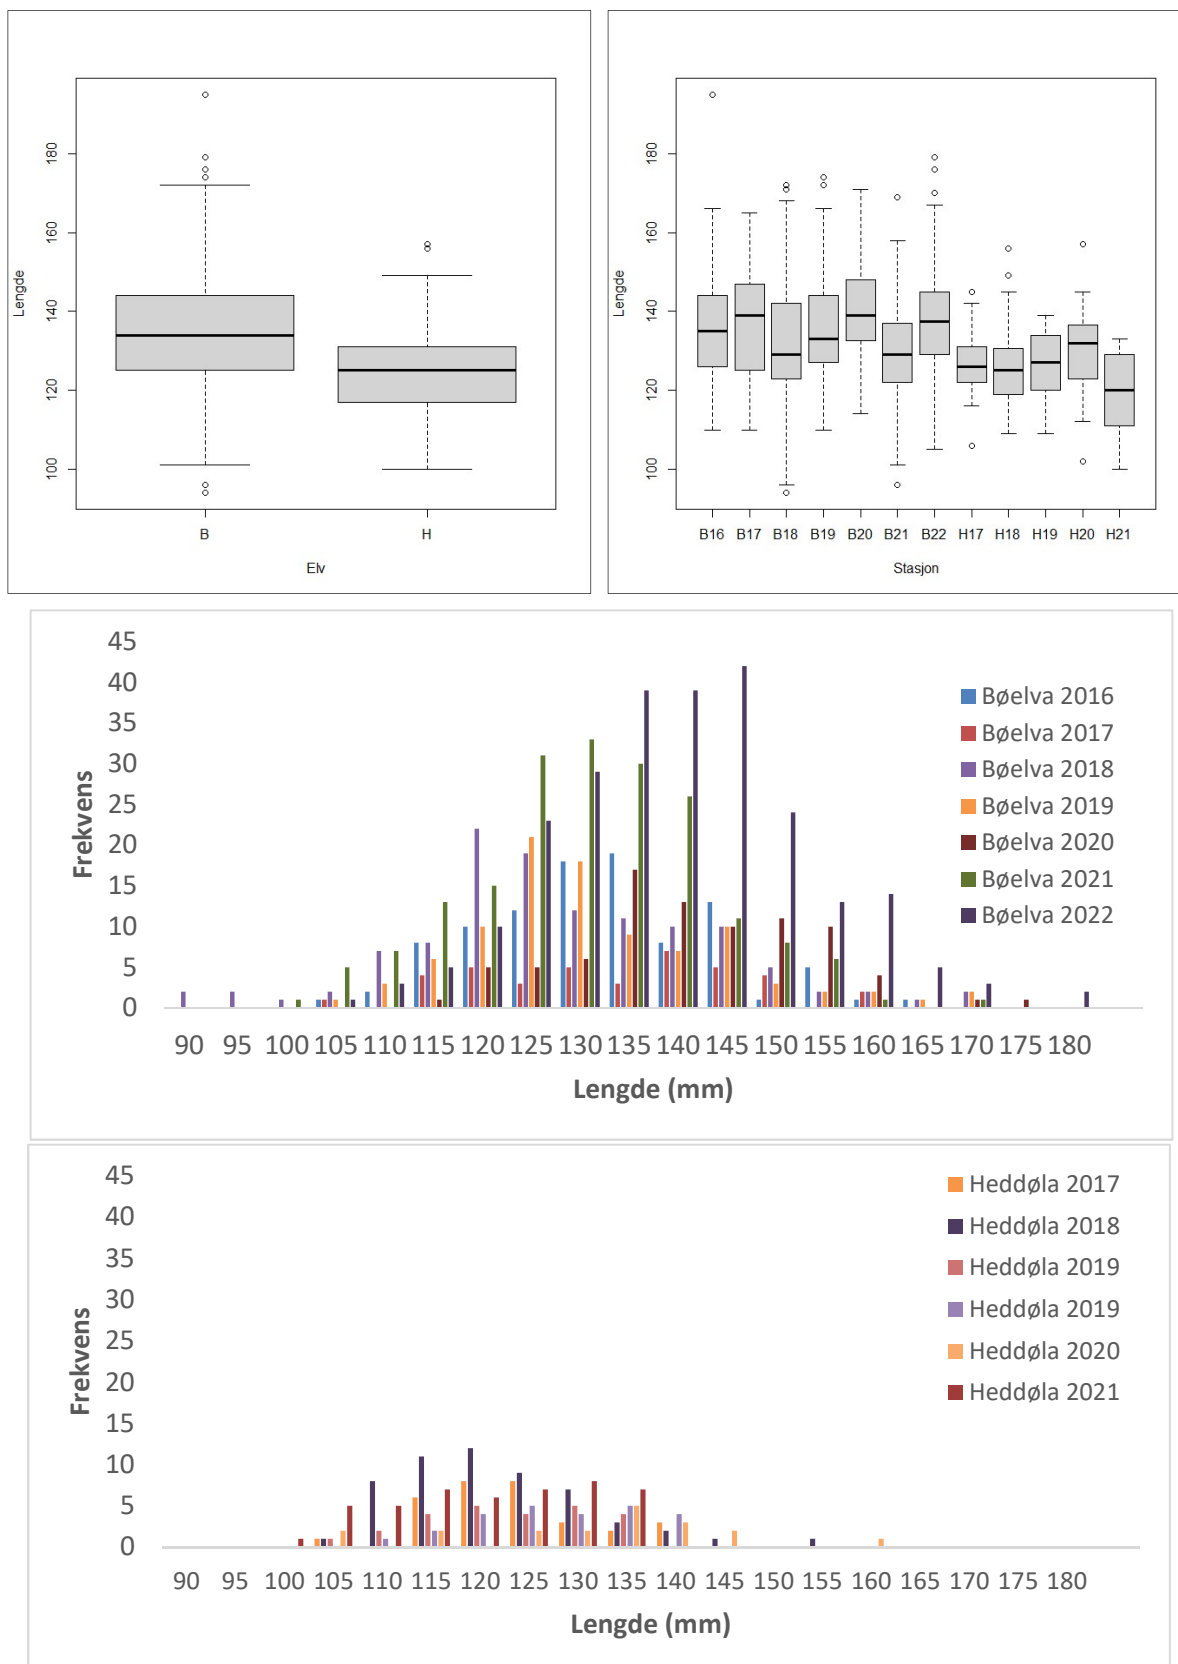 180
160
140
120
100
Lengde
B
H
Elv
180
160
140
120
100
Lengde
B16 B17 B18 B19 B20 B21 B22 H17 H18 H19 H20 H21
Stasjon
45
40
35
30
25
20
15
10
5
0
Frekvens
Bøelva 2016
Bøelva 2017
Bøelva 2018
Bøelva 2019
Bøelva 2020
Bøelva 2021
Bøelva 2022
90 95 100 105 110 115 120 125 130 135 140 145 150 155 160 165 170 175 180
Lengde (mm)
45
40
35
30
25
20
15
10
5
0
Frekvens
Heddøla 2017
Heddøla 2018
Heddøla 2019
Heddøla 2019
Heddøla 2020
Heddøla 2021
90 95 100 105 110 115 120 125 130 135 140 145 150 155 160 165 170 175 180
Lengde (mm)